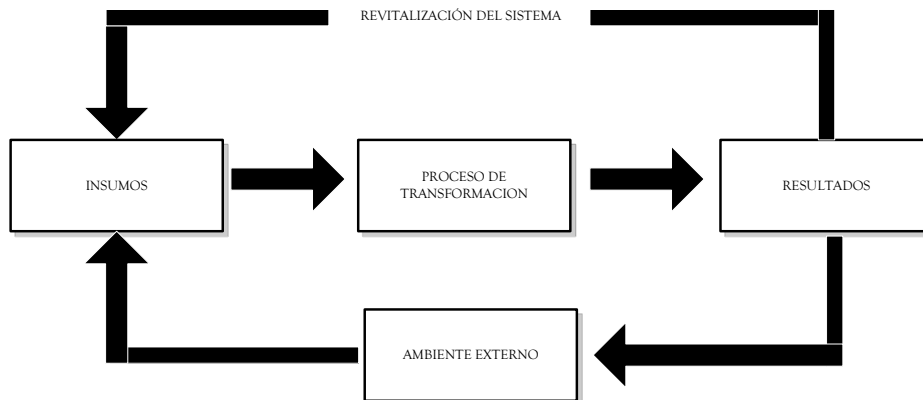 REVITALIZACIÓN DEL SISTEMA
INSUMOS
PROCESO DE
TRANSFORMACION
RESULTADOS
AMBIENTE EXTERNO